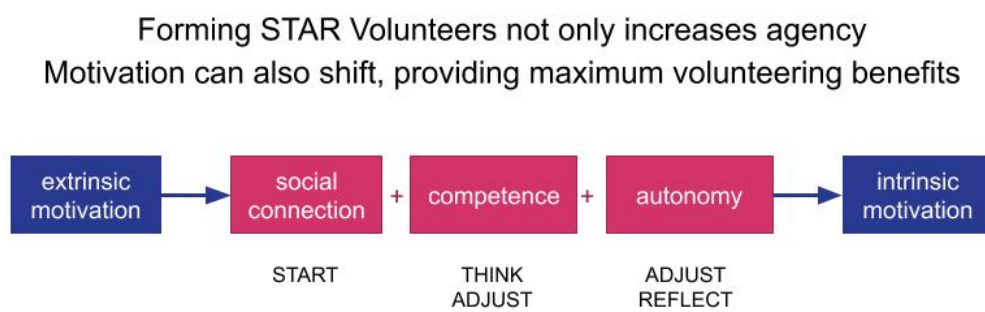 Forming STAR Volunteers not only increases agency
Motivation can also shift, providing maximum volunteering benefits
extrinsic
motivation
social
connection
+
competence
+
autonomy
intrinsic
motivation
START
THINK
ADJUST
ADJUST
REFLECT